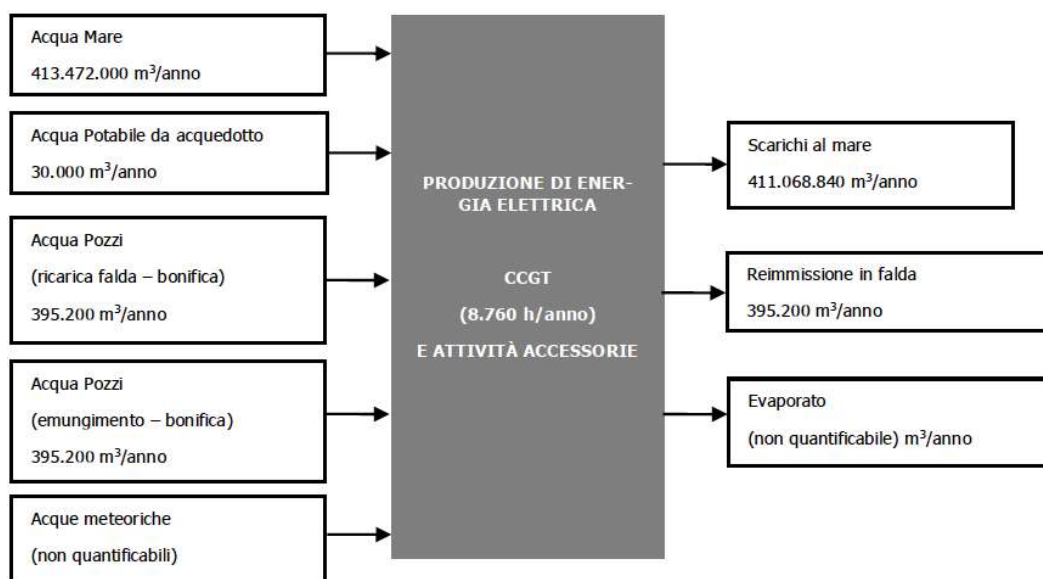 Acqua Mare
413.472.000 m³/anno
Acqua Potabile da acquedotto
30.000 m³/anno
Acqua Pozzi
(ricarica falda – bonifica)
395.200 m³/anno
Acqua Pozzi
(emungimento – bonifica)
395.200 m³/anno
Acque meteoriche
(non quantificabili)
PRODUZIONE DI ENER-
GIA ELETTRICA
CCGT
(8.760 h/anno)
E ATTIVITÀ ACCESSORIE
Scarichi al mare
411.068.840 m³/anno
Reimmissione in falda
395.200 m³/anno
Evaporato
(non quantificabile) m³/anno